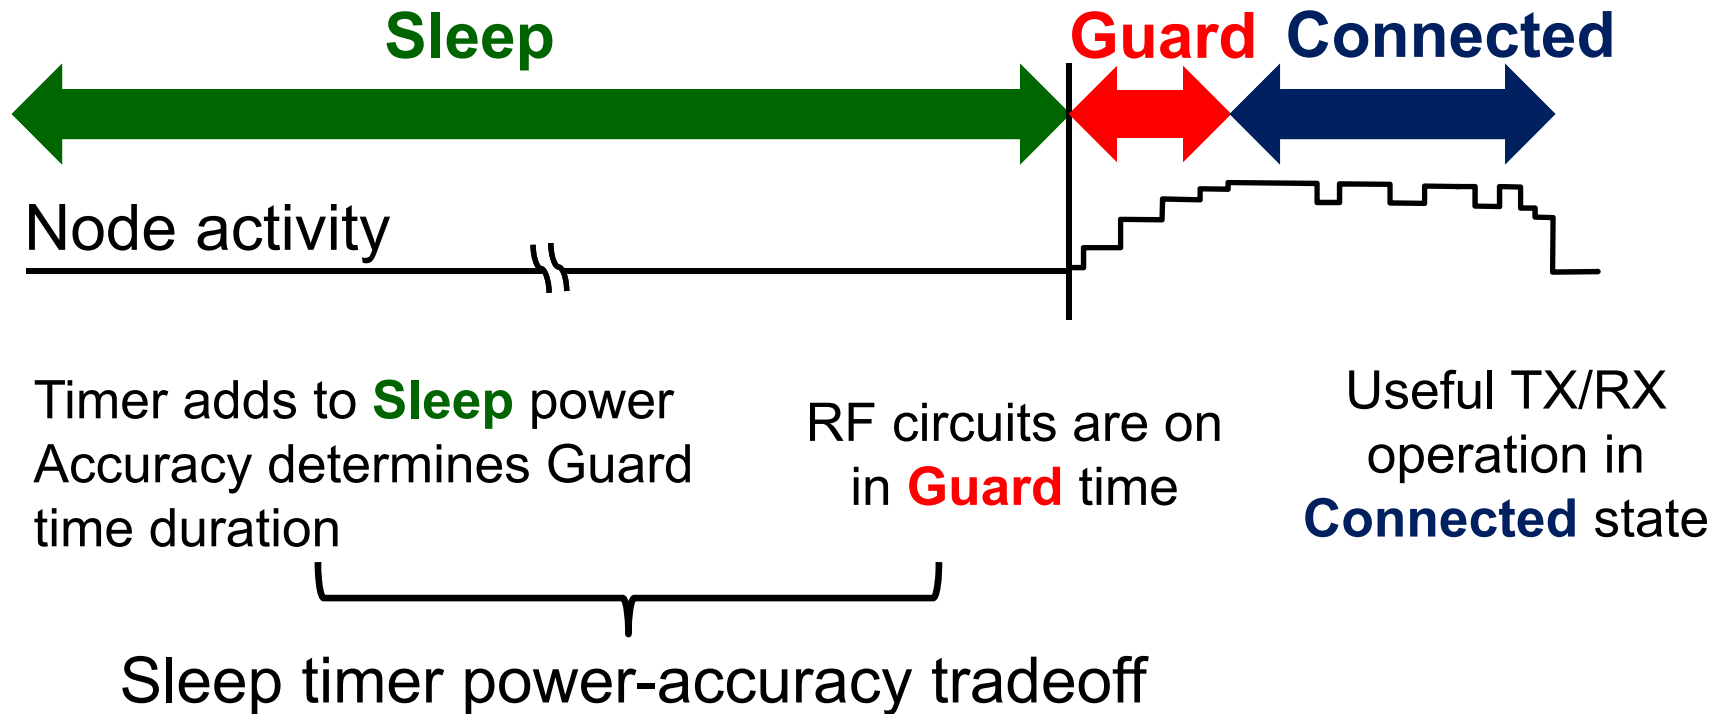 Sleep
Guard
Connected
Node activity
Timer adds to Sleep power
Accuracy determines Guard
time duration
RF circuits are on
in Guard time
Useful TX/RX
operation in
Connected state
Sleep timer power-accuracy tradeoff